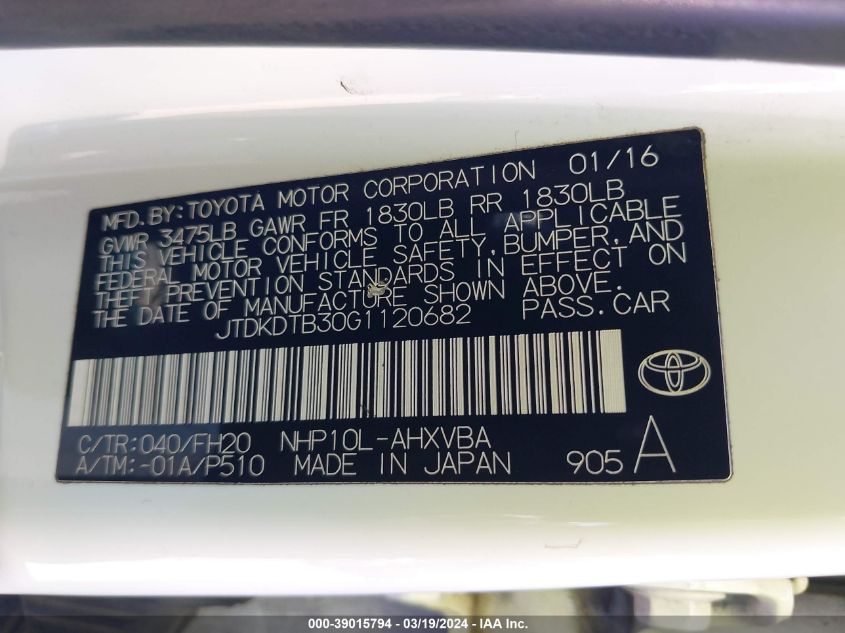 MFD. BY: TOYOTA MOTOR CORPORATION 01/16
GVWR 3475LB GAWR FR 1830LB RR 1830LB
THIS VEHICLE CONFORMS TO ALL APPLICABLE
FEDERAL MOTOR VEHICLE SAFETY, BUMPER, AND
THEFT PREVENTION STANDARDS IN EFFECT ON
THE DATE OF MANUFACTURE SHOWN ABOVE.
JTDKDTB30G1120682 PASS. CAR
C/TR: 040/FH20 NHP10L-AHXVBA
A/TM: -01A/P510 MADE IN JAPAN 905 A
000-39015794 - 03/19/2024 - IAA Inc.